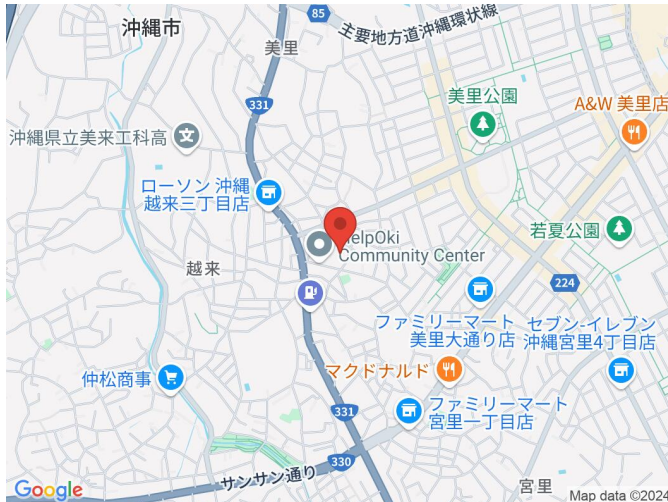 85
主要地方道沖縄環状線
沖縄市
美里
331
美里公園
A&W 美里店
沖縄県立美来工科高
文
ローソン 沖縄
越来三丁目店
HelpOki
Community Center
若夏公園
越来
224
ファミリーマート
美里大通り店
セブン-イレブン
沖縄宮里4丁目店
仲松商事
マクドナルド
331
ファミリーマート
宮里一丁目店
サンサン通り
330
宮里
Google
Map data ©2024